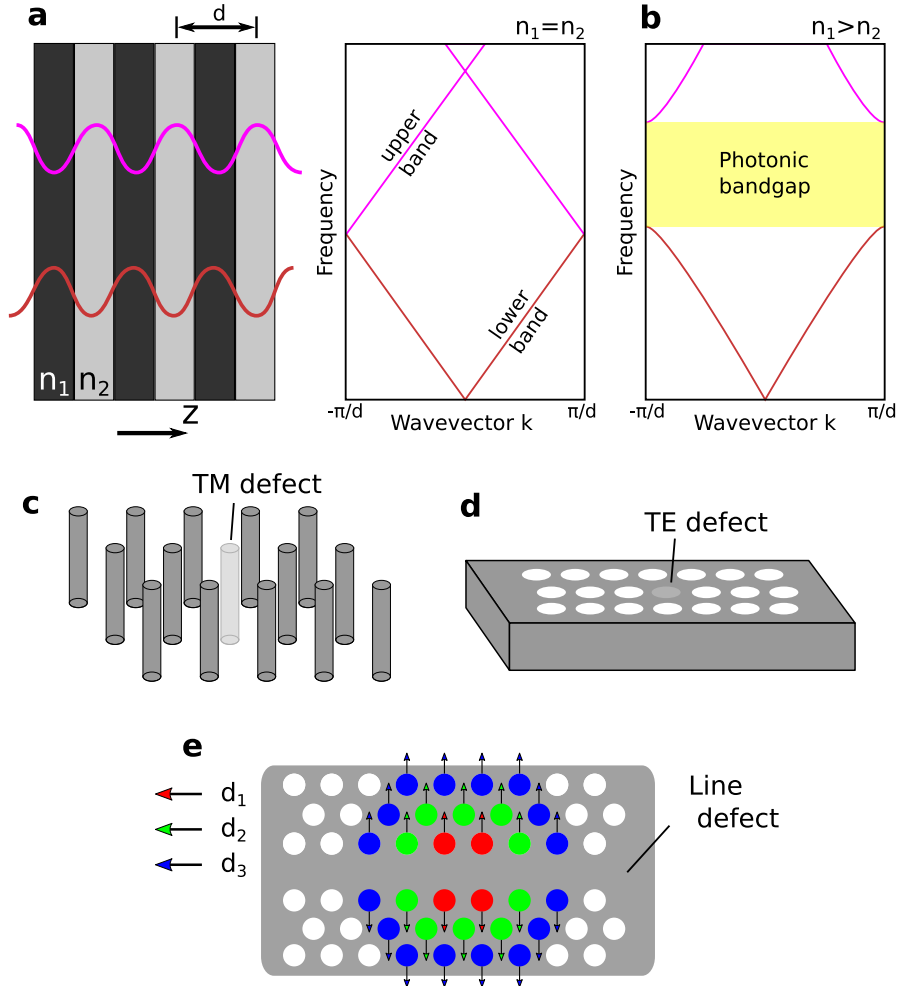 a
d
n₁
n₂
z
n₁=n₂
Frequency
upper
band
lower
band
-π/d
π/d
Wavevector k
b
n₁>n₂
Frequency
Photonic
bandgap
-π/d
π/d
Wavevector k
c
TM defect
d
TE defect
e
d₁
d₂
d₃
Line
defect